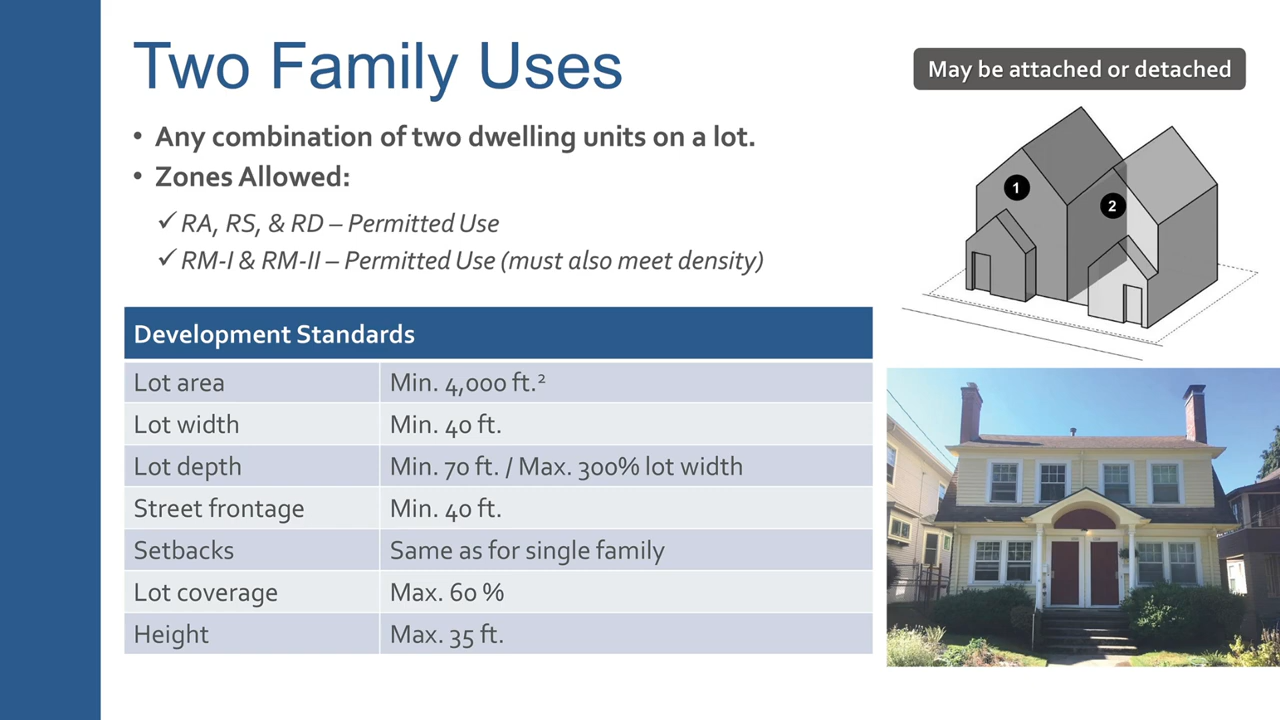 Two Family Uses
May be attached or detached
• Any combination of two dwelling units on a lot.
• Zones Allowed:
✓ RA, RS, & RD – Permitted Use
✓ RM-I & RM-II – Permitted Use (must also meet density)
1
2
Development Standards
Lot area Min. 4,000 ft.²
Lot width Min. 40 ft.
Lot depth Min. 70 ft. / Max. 300% lot width
Street frontage Min. 40 ft.
Setbacks Same as for single family
Lot coverage Max. 60 %
Height Max. 35 ft.